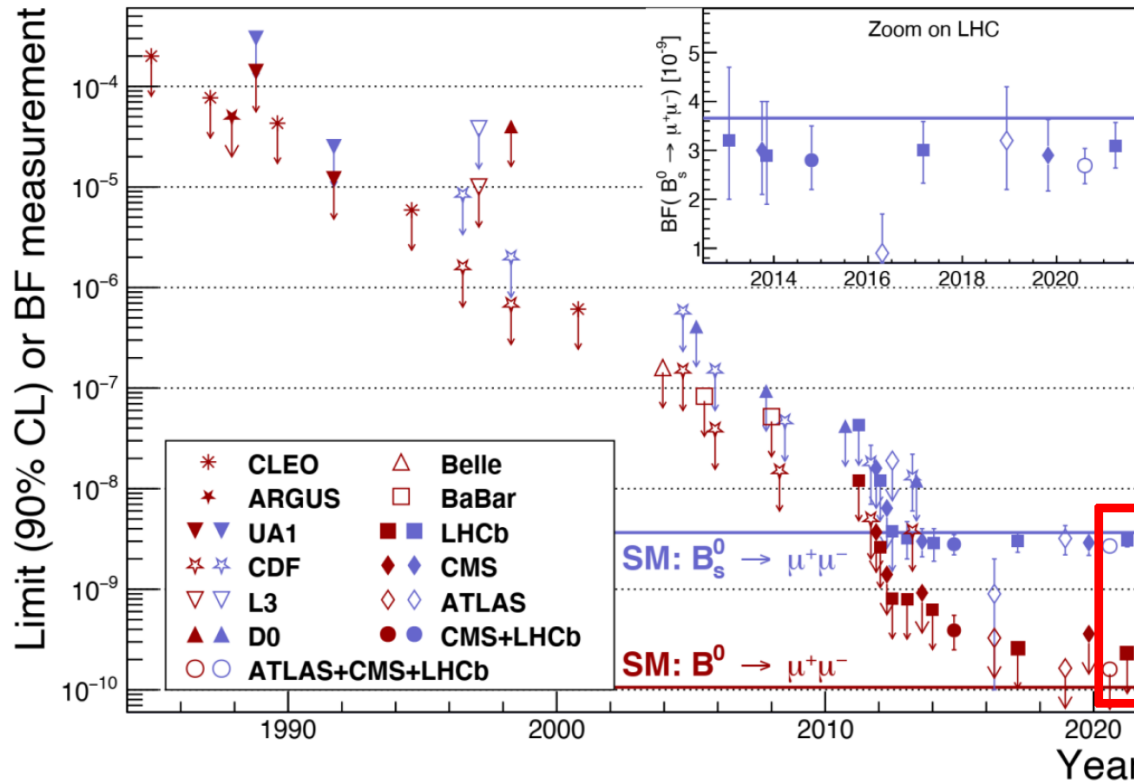 Limit (90% CL) or BF measurement
10⁻⁴
10⁻⁵
10⁻⁶
10⁻⁷
10⁻⁸
10⁻⁹
10⁻¹⁰
Zoom on LHC
BF( B⁰ₛ → μ⁺μ⁻) [10⁻⁹]
5
4
3
2
1
2014 2016 2018 2020
CLEO Belle
ARGUS BaBar
UA1 LHCb
CDF CMS
L3 ATLAS
D0 CMS+LHCb
ATLAS+CMS+LHCb
SM: B⁰ₛ → μ⁺μ⁻
SM: B⁰ → μ⁺μ⁻
1990 2000 2010 2020
Year